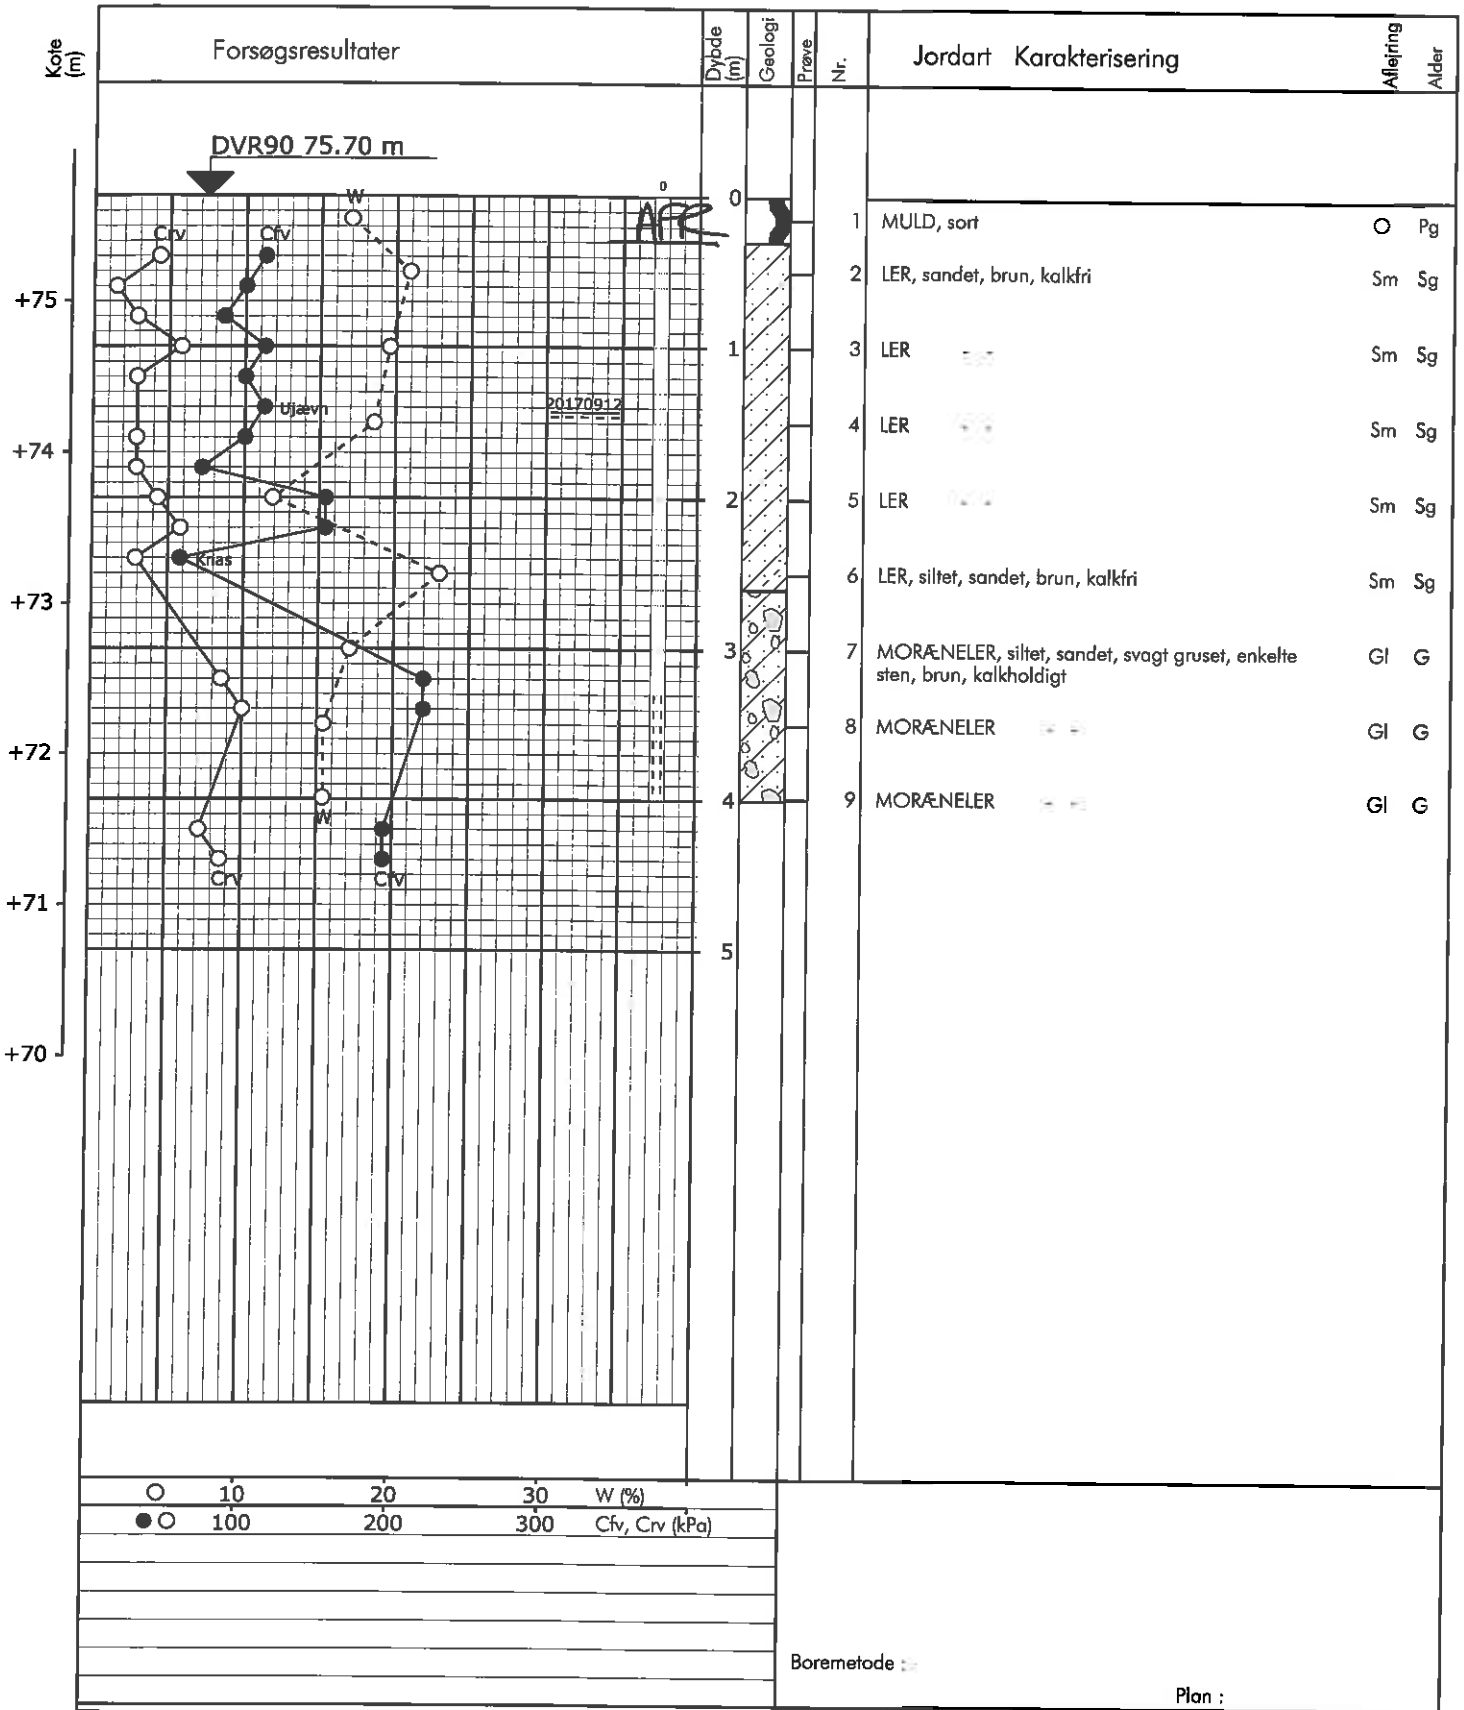 Kote (m)
Forsøgsresultater
Dybde (m)
Geologi
Prøve
Nr.
Jordart Karakterisering
Aflejring
Alder
DVR90 75.70 m
W
0
0
AFR
Crv
Cfv
1 MULD, sort O Pg
2 LER, sandet, brun, kalkfri Sm Sg
+75
1
3 LER - - Sm Sg
Ujævn
20170912
4 LER - - Sm Sg
+74
2
5 LER - - Sm Sg
Knas
6 LER, siltet, sandet, brun, kalkfri Sm Sg
+73
3
7 MORÆNELER, siltet, sandet, svagt gruset, enkelte Gl G
sten, brun, kalkholdigt
8 MORÆNELER - - Gl G
+72
4
9 MORÆNELER - - Gl G
W
Crv
Cfv
+71
5
+70
10 20 30 W (%)
100 200 300 Cfv, Crv (kPa)
Boremetode :
Plan :